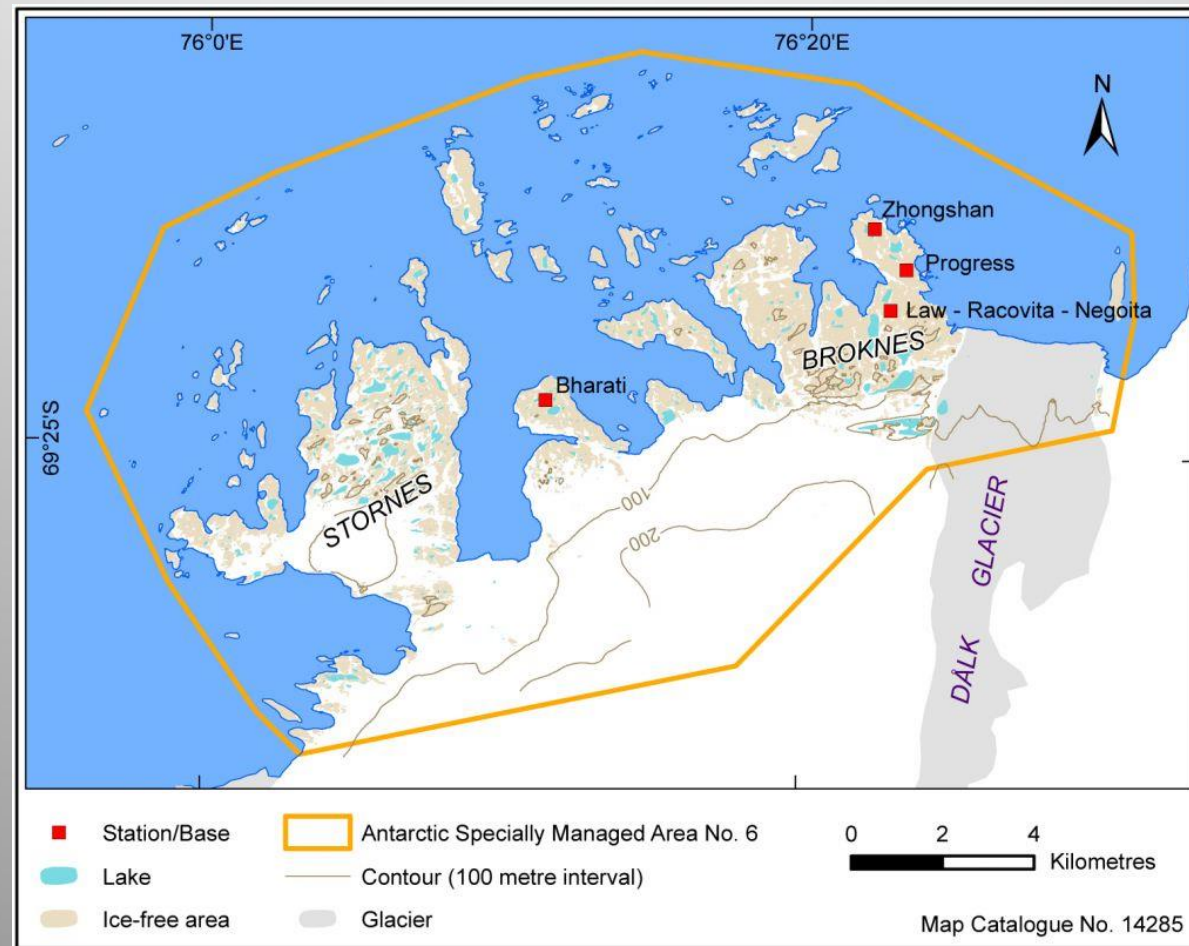 76°0'E
76°20'E
N
Zhongshan
Progress
Law - Racovita - Negoita
BROKNES
Bharati
69°25'S
STORNES
100
200
DÅLK GLACIER
Station/Base
Lake
Ice-free area
Antarctic Specially Managed Area No. 6
Contour (100 metre interval)
Glacier
0 2 4
Kilometres
Map Catalogue No. 14285